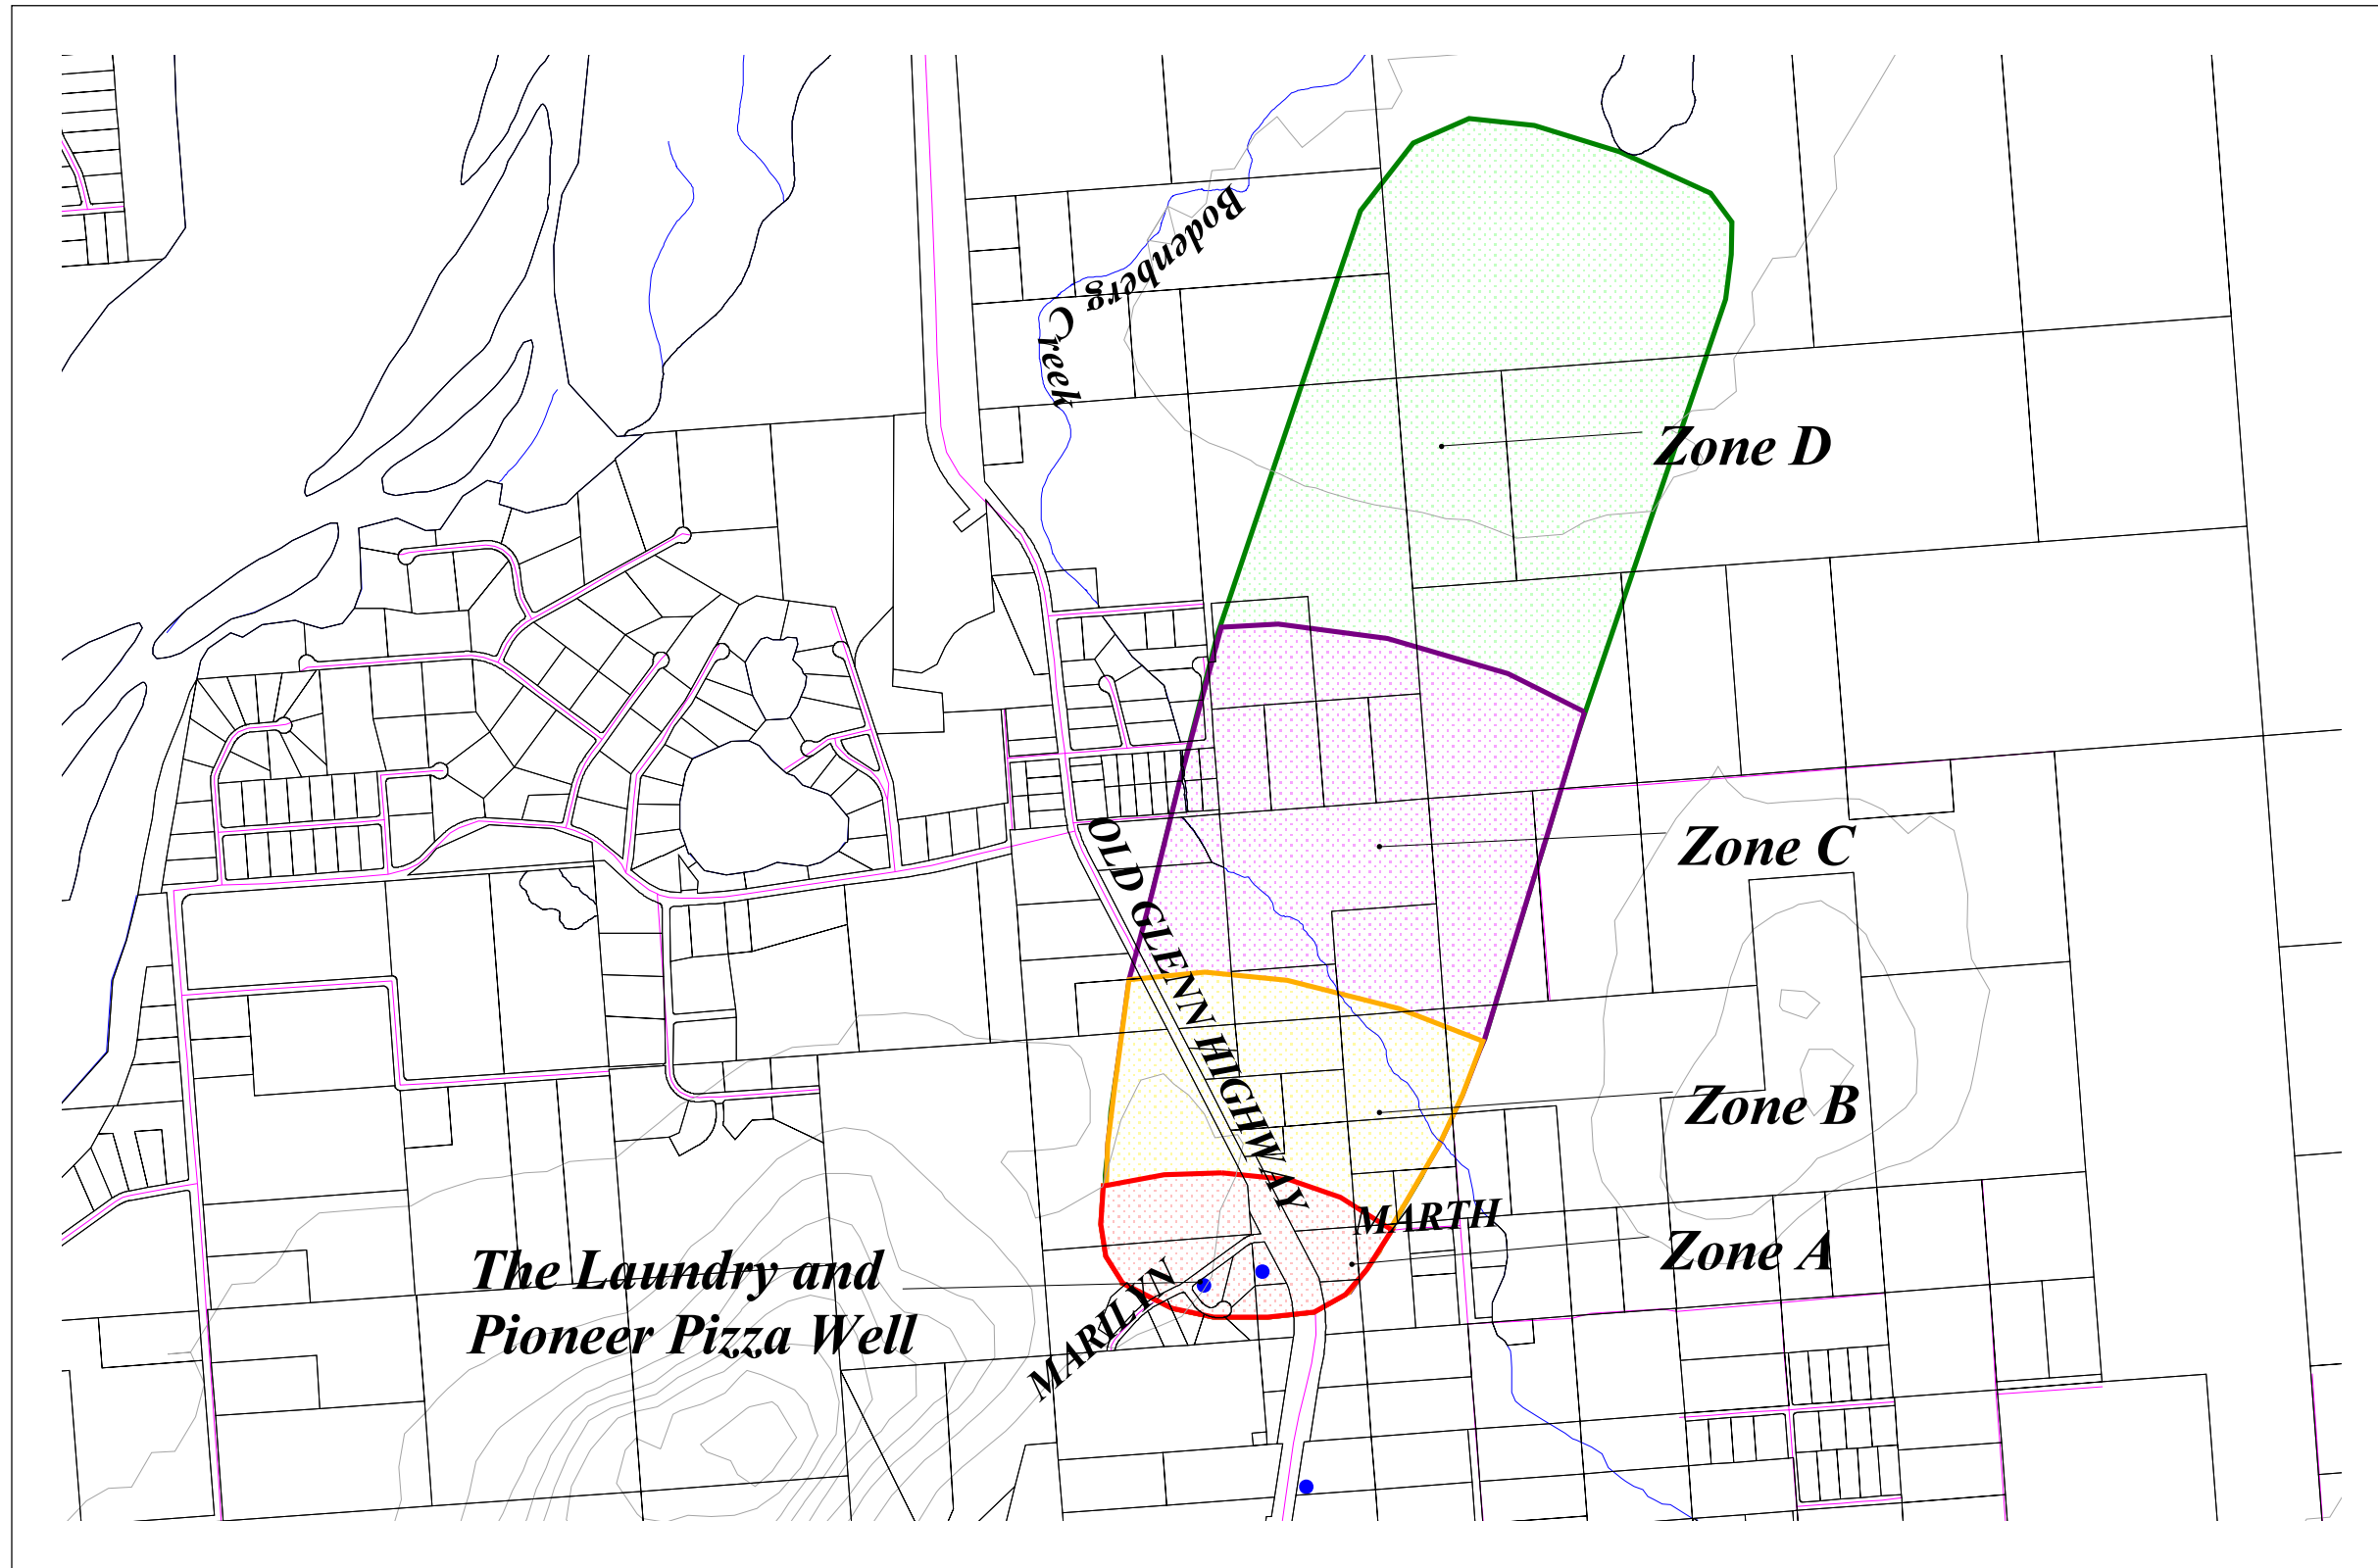 Bodenberg
Creek
Zone D
OLD GLENN HIGHWAY
Zone C
Zone B
MARTH
Zone A
The Laundry and
Pioneer Pizza Well
MARILYN